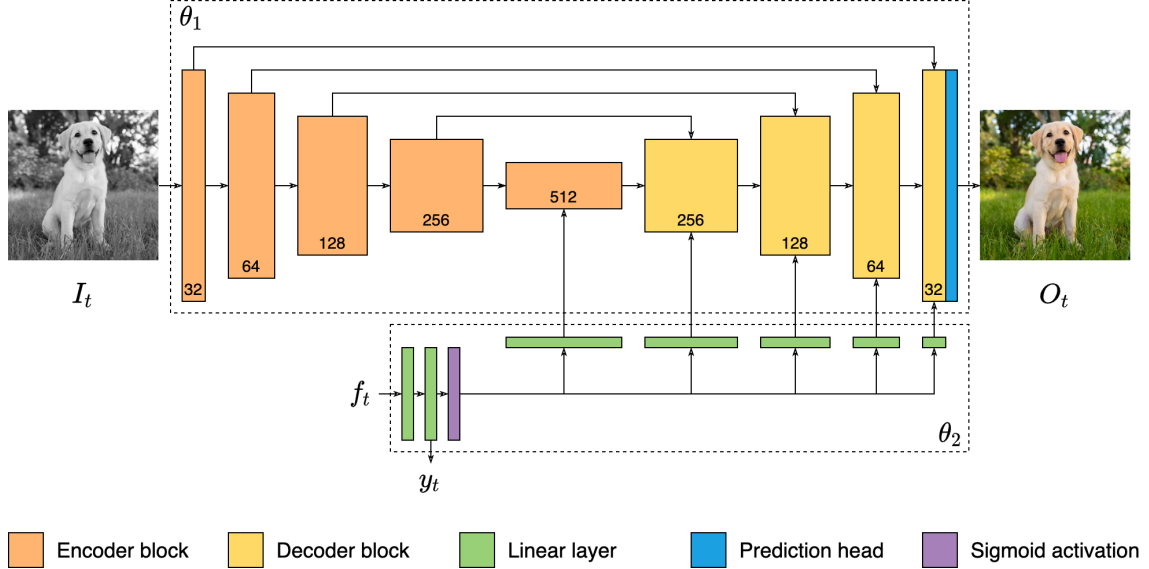 θ₁
32
64
128
256
512
256
128
64
32
Iₜ
Oₜ
fₜ
yₜ
θ₂
Encoder block
Decoder block
Linear layer
Prediction head
Sigmoid activation